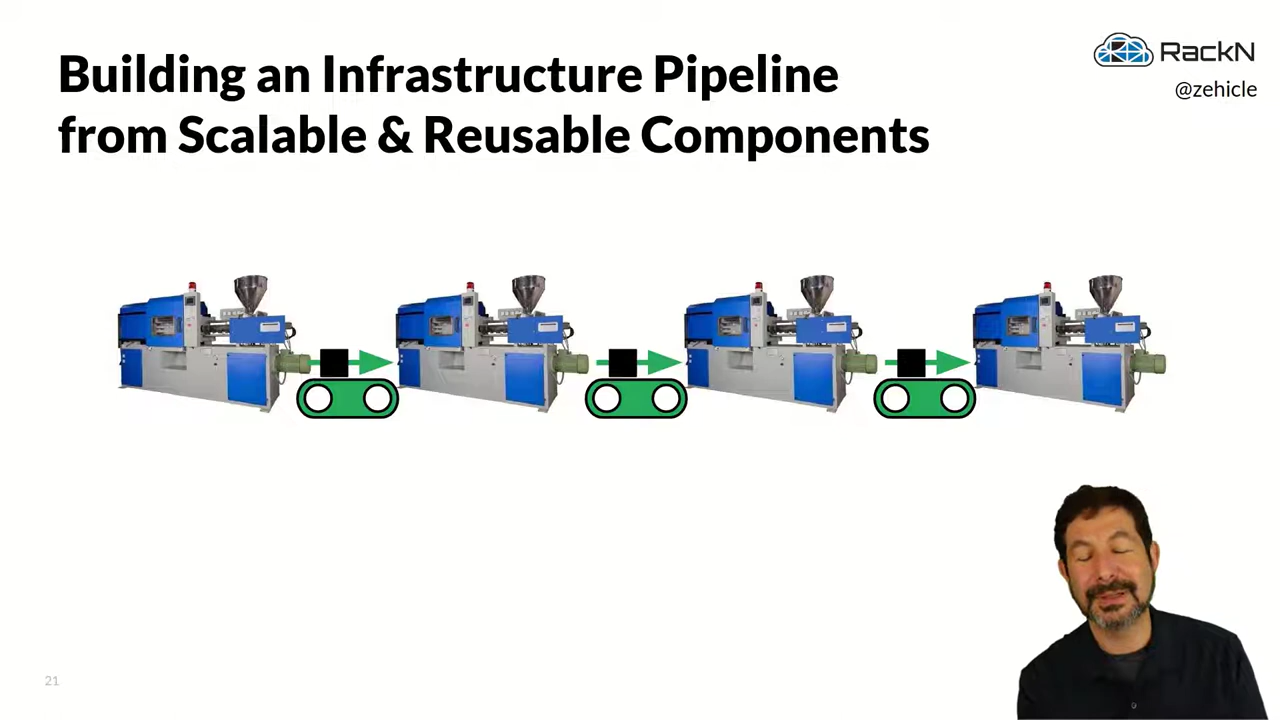 Building an Infrastructure Pipeline
from Scalable & Reusable Components
RackN
@zehicle
21